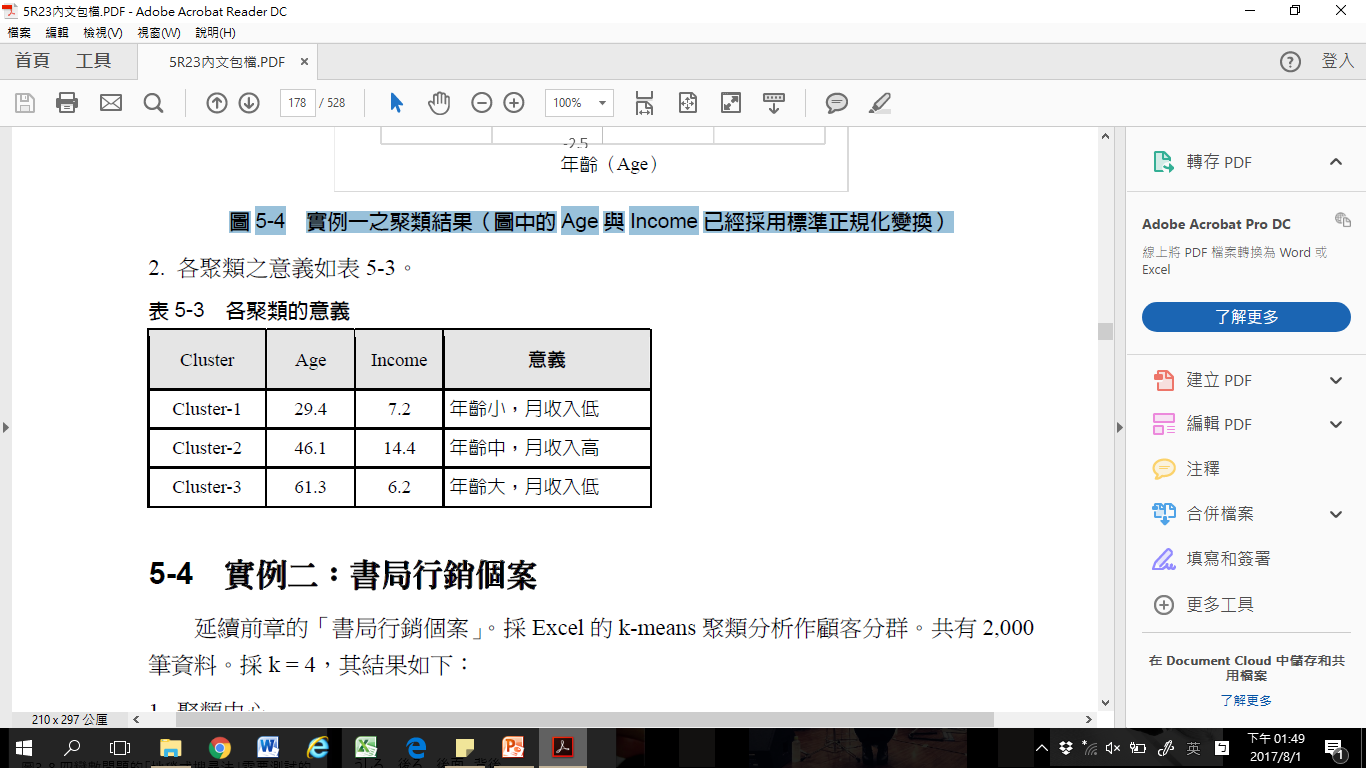 5R23內文包檔.PDF - Adobe Acrobat Reader DC
檔案 編輯 檢視(V) 視窗(W) 說明(H)
首頁 工具 5R23內文包檔.PDF × 登入
178 / 528 100%
-2.5
年齡（Age）
圖 5-4 實例一之聚類結果（圖中的 Age 與 Income 已經採用標準正規化變換）
2. 各聚類之意義如表 5-3。
表 5-3 各聚類的意義
Cluster Age Income 意義
Cluster-1 29.4 7.2 年齡小，月收入低
Cluster-2 46.1 14.4 年齡中，月收入高
Cluster-3 61.3 6.2 年齡大，月收入低
5-4 實例二：書局行銷個案
延續前章的「書局行銷個案」。採 Excel 的 k-means 聚類分析作顧客分群。共有 2,000
筆資料。採 k = 4，其結果如下：
1. 聚類中心
210 x 297 公厘
轉存 PDF
Adobe Acrobat Pro DC
線上將 PDF 檔案轉換為 Word 或
Excel
了解更多
建立 PDF
編輯 PDF
注釋
合併檔案
填寫和簽署
更多工具
在 Document Cloud 中儲存和共
用檔案
了解更多
英
下午 01:49
2017/8/1
1